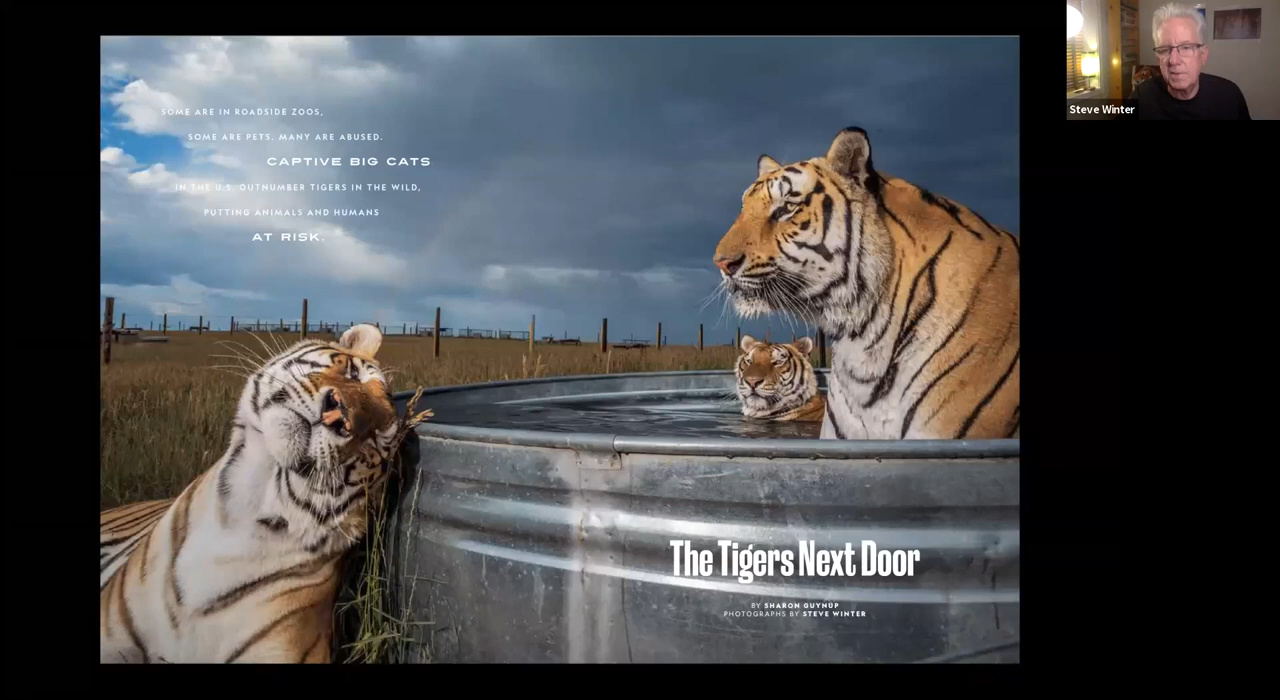 SOME ARE IN ROADSIDE ZOOS,
SOME ARE PETS. MANY ARE ABUSED.
CAPTIVE BIG CATS
IN THE U.S. OUTNUMBER TIGERS IN THE WILD,
PUTTING ANIMALS AND HUMANS
AT RISK.
The Tigers Next Door
BY SHARON GUYNUP
PHOTOGRAPHS BY STEVE WINTER
Steve Winter